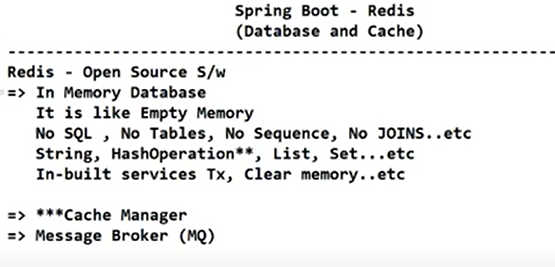 Spring Boot - Redis
(Database and Cache)
--------------------------------------------------------
Redis - Open Source S/w
=> In Memory Database
It is like Empty Memory
No SQL , No Tables, No Sequence, No JOINS..etc
String, HashOperation**, List, Set...etc
In-built services Tx, Clear memory..etc
=> ***Cache Manager
=> Message Broker (MQ)